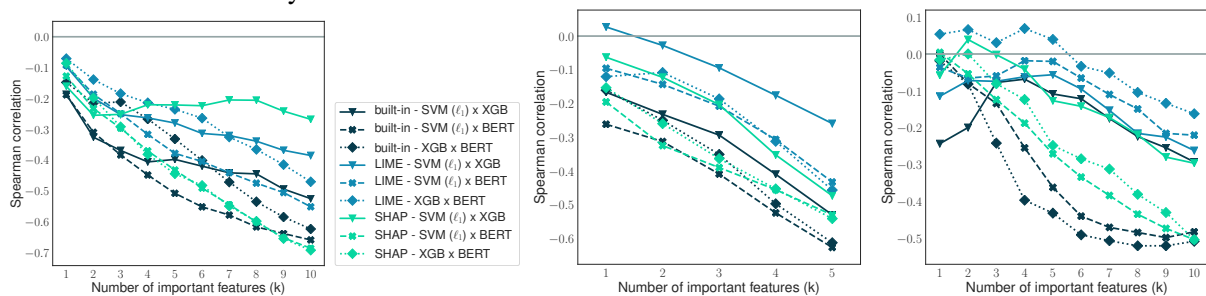 y
0.0
−0.1
−0.2
−0.3
−0.4
−0.5
−0.6
−0.7
Spearman correlation
1 2 3 4 5 6 7 8 9 10
Number of important features (k)
built-in - SVM (ℓ₁) x XGB
built-in - SVM (ℓ₁) x BERT
built-in - XGB x BERT
LIME - SVM (ℓ₁) x XGB
LIME - SVM (ℓ₁) x BERT
LIME - XGB x BERT
SHAP - SVM (ℓ₁) x XGB
SHAP - SVM (ℓ₁) x BERT
SHAP - XGB x BERT
0.0
−0.1
−0.2
−0.3
−0.4
−0.5
−0.6
Spearman correlation
1 2 3 4 5
Number of important features (k)
0.1
0.0
−0.1
−0.2
−0.3
−0.4
−0.5
Spearman correlation
1 2 3 4 5 6 7 8 9 10
Number of important features (k)